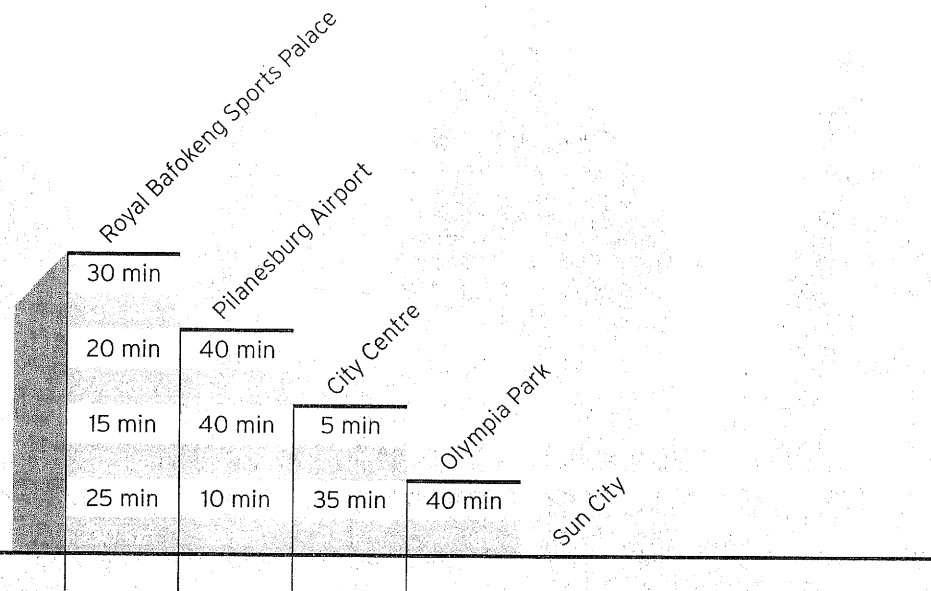 Royal Bafokeng Sports Palace
Pilanesburg Airport
City Centre
Olympia Park
Sun City
30 min
20 min 40 min
15 min 40 min 5 min
25 min 10 min 35 min 40 min